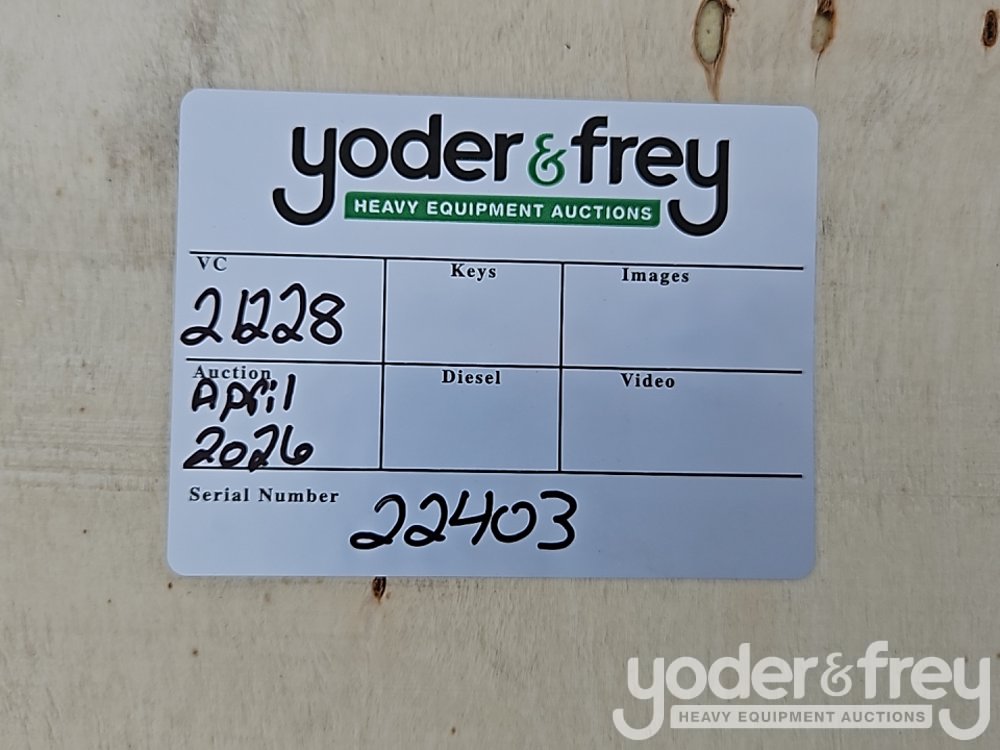 yoder & frey
HEAVY EQUIPMENT AUCTIONS
VC Keys Images
21228
Auction Diesel Video
April
2026
Serial Number 22403
yoder & frey
HEAVY EQUIPMENT AUCTIONS